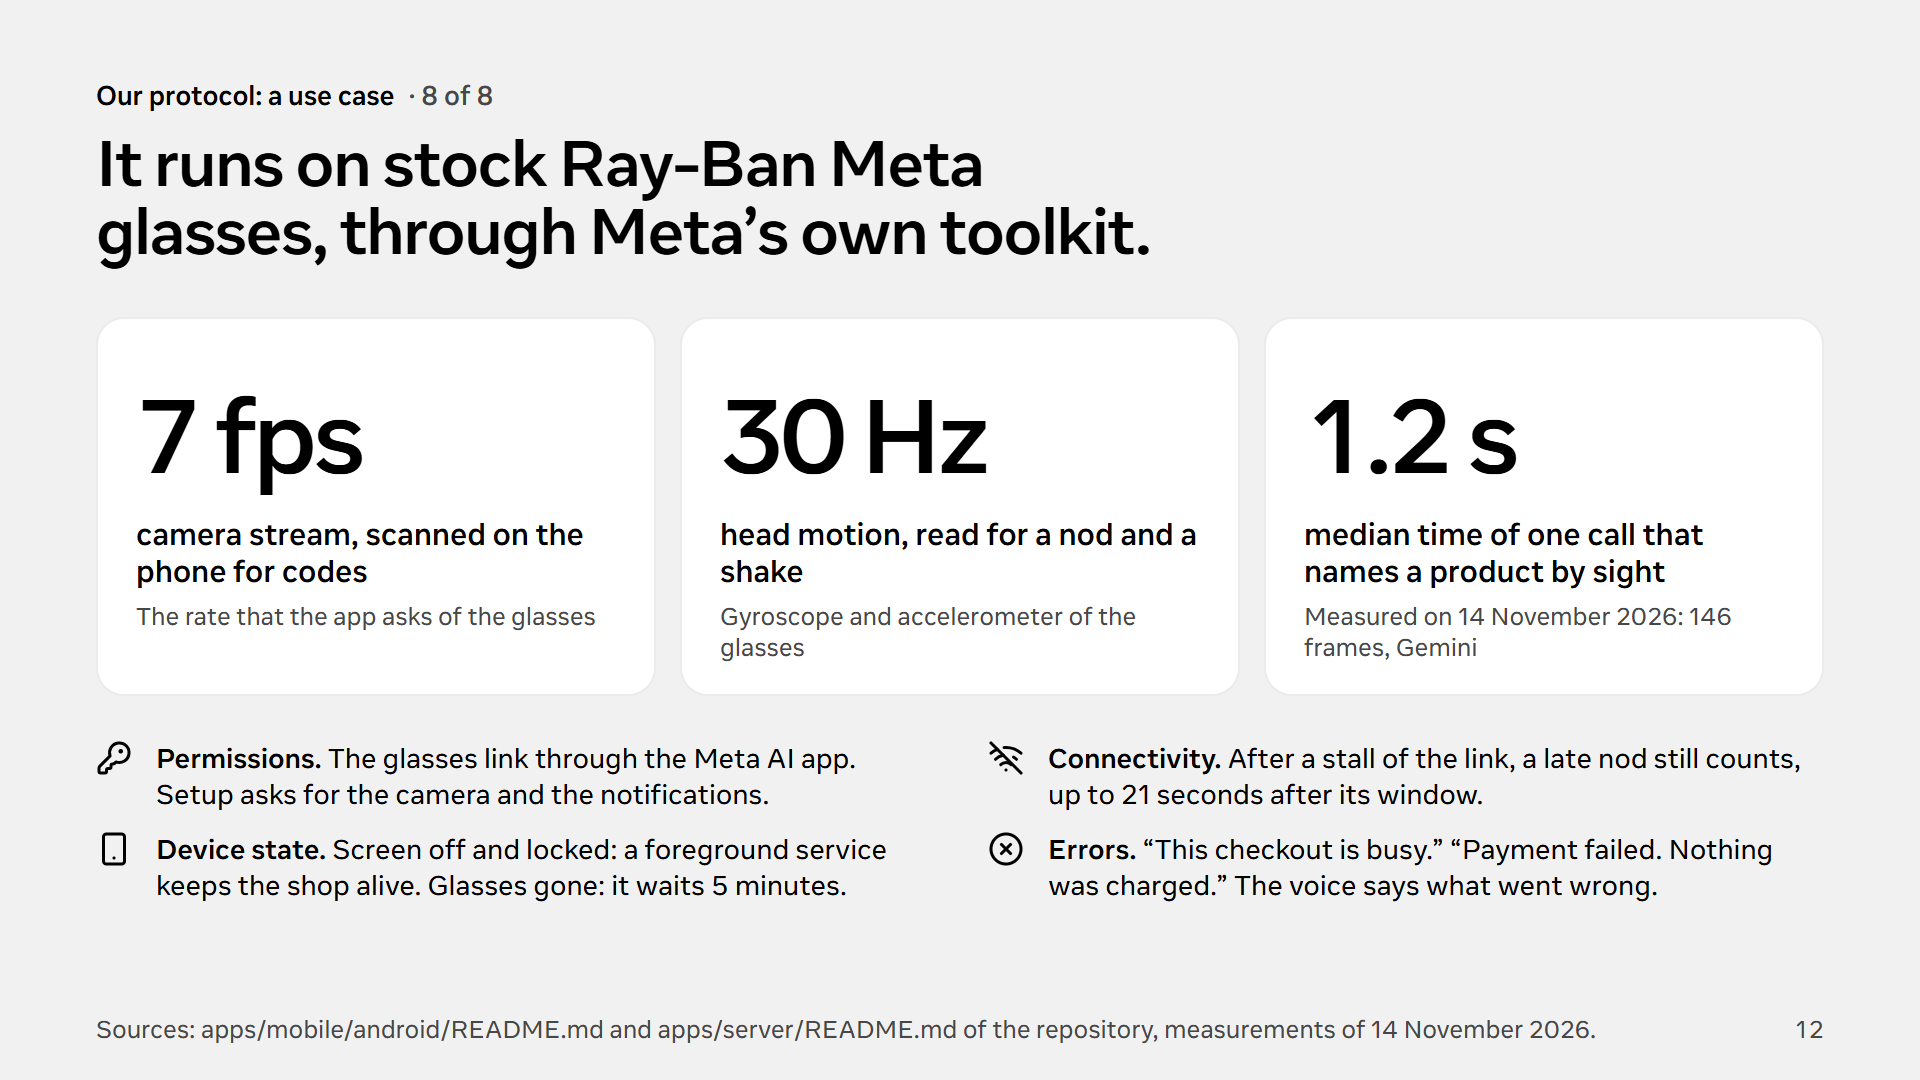 Our protocol: a use case · 8 of 8
It runs on stock Ray-Ban Meta
glasses, through Meta’s own toolkit.
7 fps
camera stream, scanned on the
phone for codes
The rate that the app asks of the glasses
30 Hz
head motion, read for a nod and a
shake
Gyroscope and accelerometer of the
glasses
1.2 s
median time of one call that
names a product by sight
Measured on 14 November 2026: 146
frames, Gemini
Permissions. The glasses link through the Meta AI app.
Setup asks for the camera and the notifications.
Device state. Screen off and locked: a foreground service
keeps the shop alive. Glasses gone: it waits 5 minutes.
Connectivity. After a stall of the link, a late nod still counts,
up to 21 seconds after its window.
Errors. “This checkout is busy.” “Payment failed. Nothing
was charged.” The voice says what went wrong.
Sources: apps/mobile/android/README.md and apps/server/README.md of the repository, measurements of 14 November 2026.
12